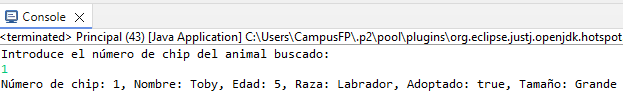 Console
<terminated> Principal (43) [Java Application] C:\Users\CampusFP\.p2\pool\plugins\org.eclipse.justj.openjdk.hotspot
Introduce el número de chip del animal buscado:
1
Número de chip: 1, Nombre: Toby, Edad: 5, Raza: Labrador, Adoptado: true, Tamaño: Grande